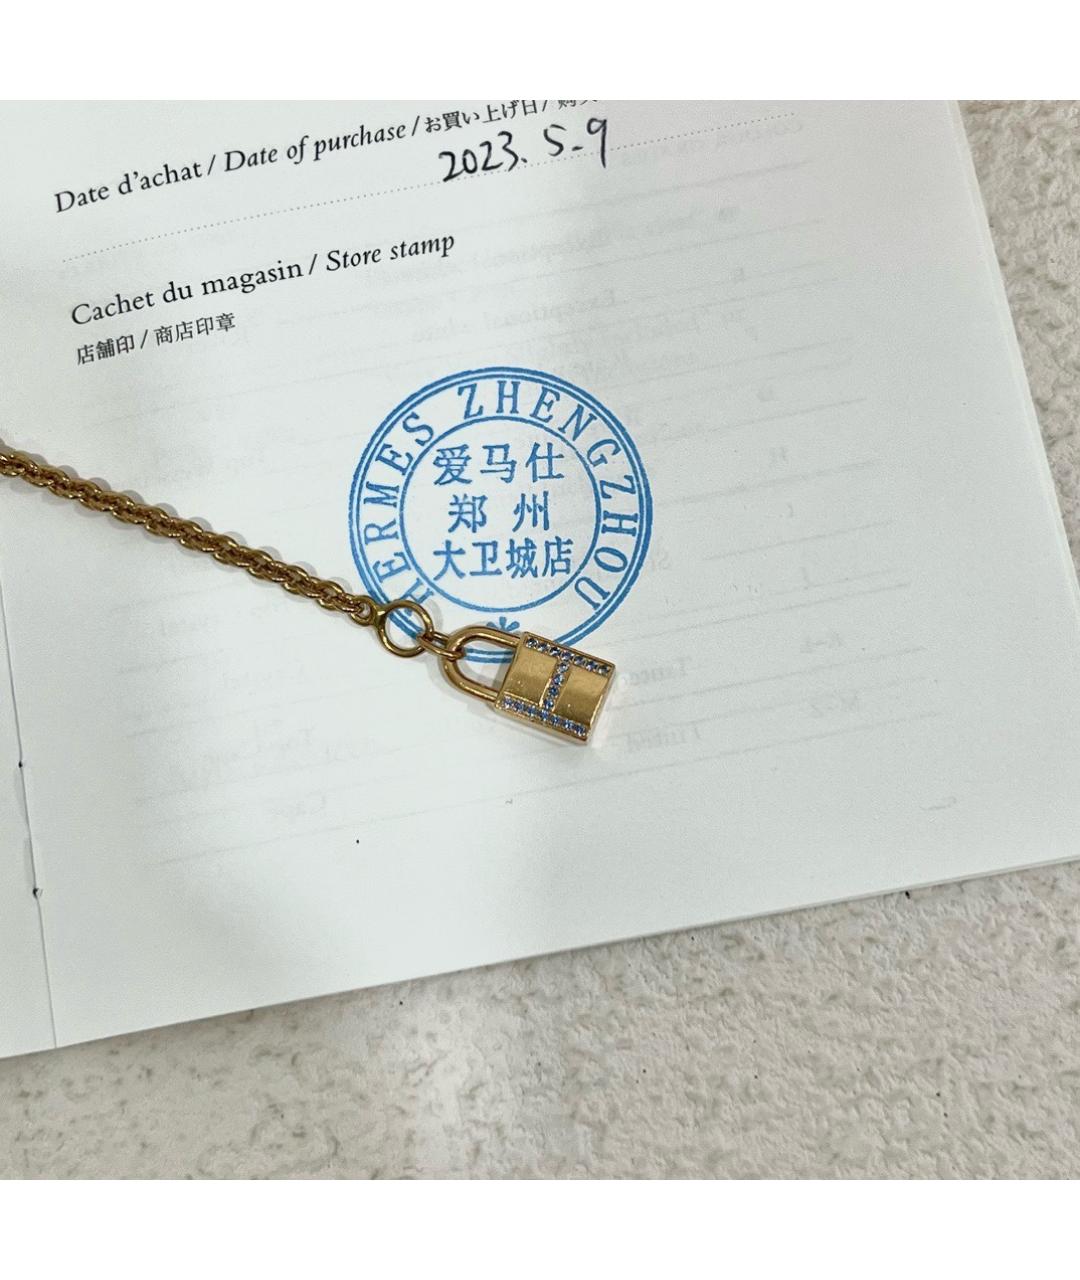 Date d'achat / Date of purchase / お買い上げ日 / 购
2023. 5-9
Cachet du magasin / Store stamp
店舗印 / 商店印章
HERMES ZHENGZHOU
爱马仕
郑州
大卫城店